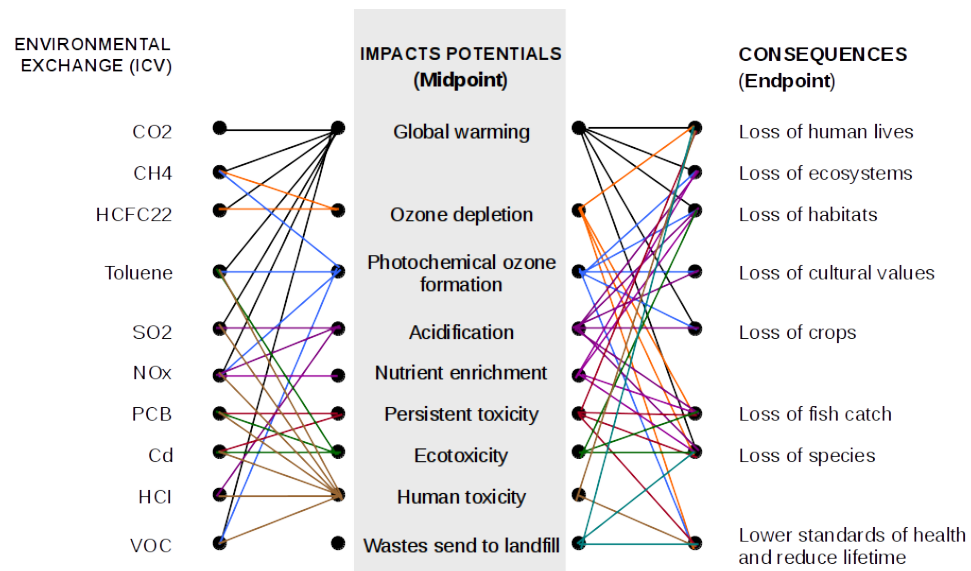 ENVIRONMENTAL
EXCHANGE (ICV)
IMPACTS POTENTIALS
(Midpoint)
CONSEQUENCES
(Endpoint)
CO2
Global warming
Loss of human lives
CH4
Loss of ecosystems
HCFC22
Ozone depletion
Loss of habitats
Toluene
Photochemical ozone
formation
Loss of cultural values
SO2
Acidification
Loss of crops
NOx
Nutrient enrichment
PCB
Persistent toxicity
Loss of fish catch
Cd
Ecotoxicity
Loss of species
HCl
Human toxicity
VOC
Wastes send to landfill
Lower standards of health
and reduce lifetime